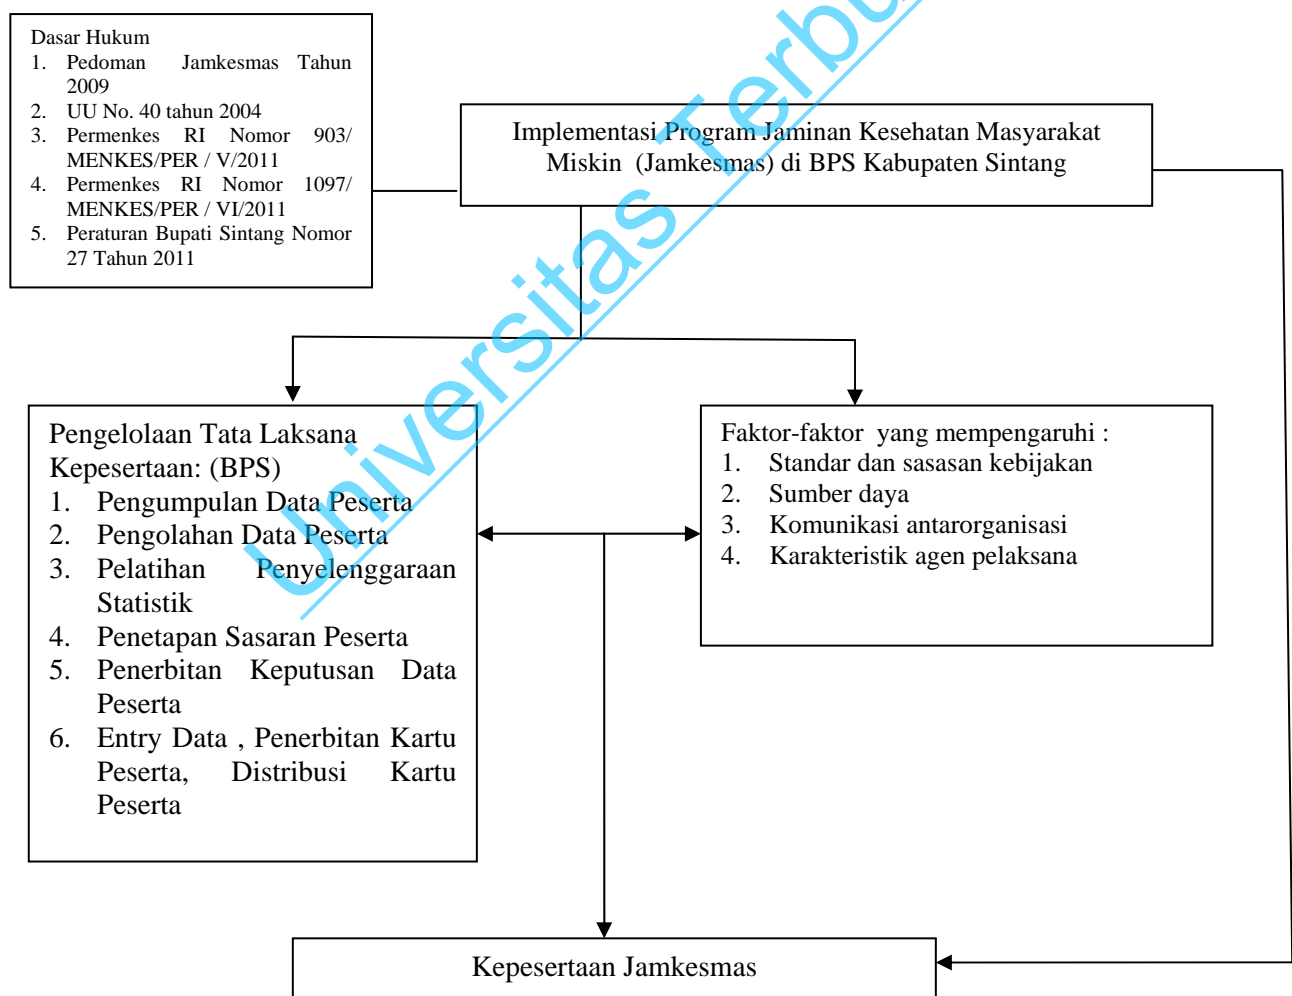 Dasar Hukum
1. Pedoman Jamkesmas Tahun
2009
2. UU No. 40 tahun 2004
3. Permenkes RI Nomor 903/
MENKES/PER / V/2011
4. Permenkes RI Nomor 1097/
MENKES/PER / VI/2011
5. Peraturan Bupati Sintang Nomor
27 Tahun 2011
Implementasi Program Jaminan Kesehatan Masyarakat
Miskin (Jamkesmas) di BPS Kabupaten Sintang
Pengelolaan Tata Laksana
Kepesertaan: (BPS)
1. Pengumpulan Data Peserta
2. Pengolahan Data Peserta
3. Pelatihan Penyelenggaraan
Statistik
4. Penetapan Sasaran Peserta
5. Penerbitan Keputusan Data
Peserta
6. Entry Data , Penerbitan Kartu
Peserta, Distribusi Kartu
Peserta
Faktor-faktor yang mempengaruhi :
1. Standar dan sasasan kebijakan
2. Sumber daya
3. Komunikasi antarorganisasi
4. Karakteristik agen pelaksana
Kepesertaan Jamkesmas
Universitas